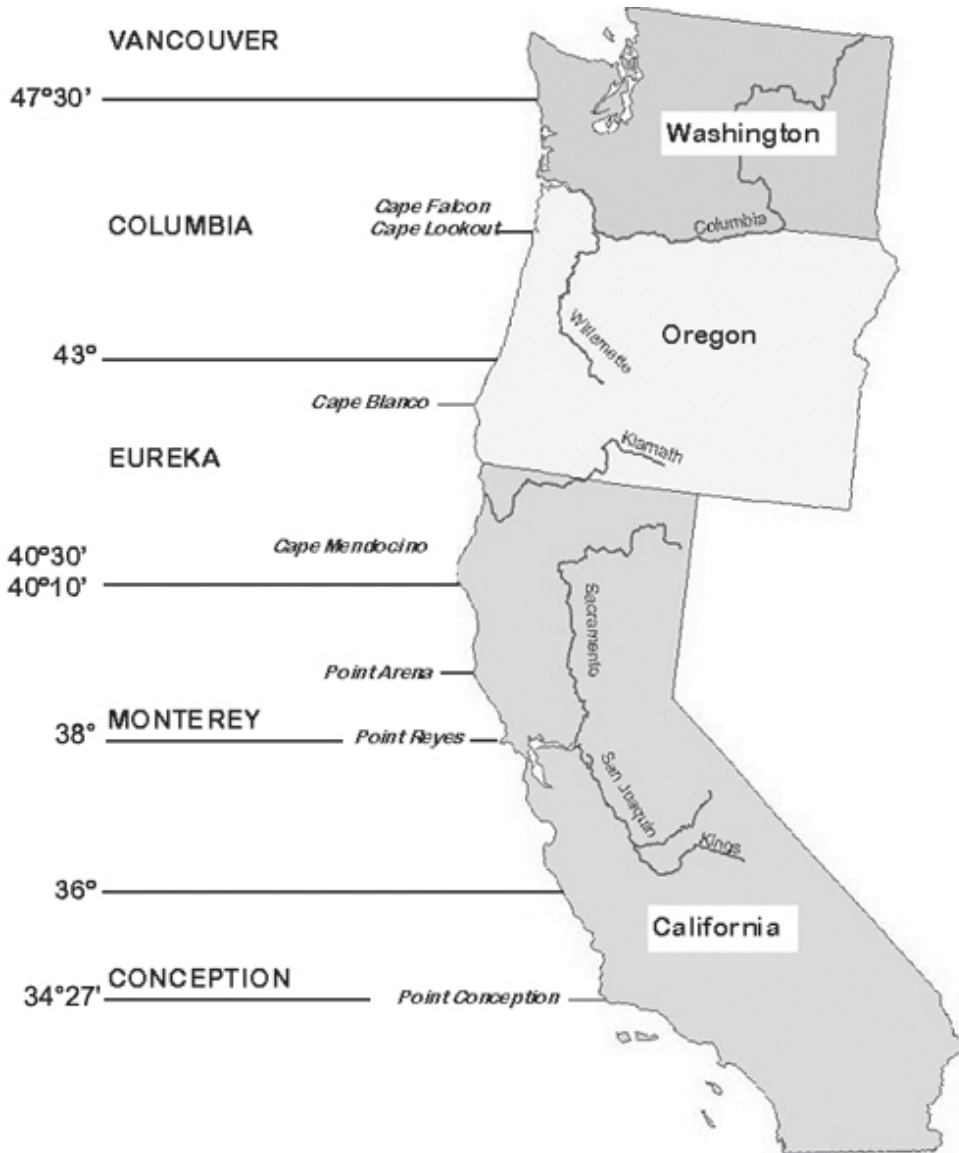 VANCOUVER
47°30'
Washington
Cape Falcon
COLUMBIA
Cape Lookout
Columbia
Willamette
Oregon
43°
Cape Blanco
Klamath
EUREKA
Cape Mendocino
40°30'
40°10'
Sacramento
Point Arena
MONTEREY
38°
Point Reyes
San Joaquin
Kings
36°
California
CONCEPTION
34°27'
Point Conception